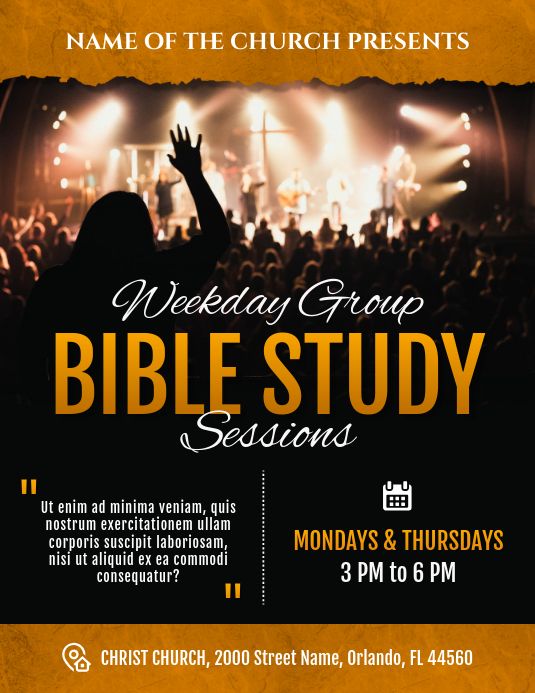 NAME OF THE CHURCH PRESENTS
Weekday Group
BIBLE STUDY
Sessions
"
Ut enim ad minima veniam, quis
nostrum exercitationem ullam
corporis suscipit laboriosam,
nisi ut aliquid ex ea commodi
consequatur?
"
MONDAYS & THURSDAYS
3 PM to 6 PM
CHRIST CHURCH, 2000 Street Name, Orlando, FL 44560